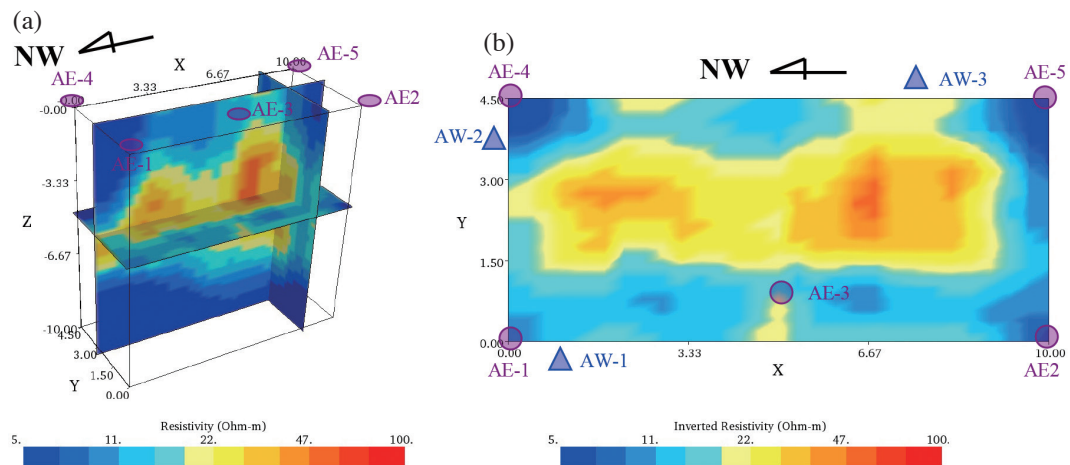 (a)
NW
X
AE-5
10.00
6.67
3.33
AE-4
-0.00
0.00
AE2
AE-3
AE-1
-3.33
Z
-6.67
-10.00
4.50
3.00
1.50
Y
0.00
Resistivity (Ohm-m)
5. 11. 22. 47. 100.
(b)
NW
AW-3
AE-4
AE-5
4.50
AW-2
3.00
Y
1.50
AE-3
0.00
0.00 3.33 6.67 10.00
X
AE-1
AW-1
AE2
Inverted Resistivity (Ohm-m)
5. 11. 22. 47. 100.